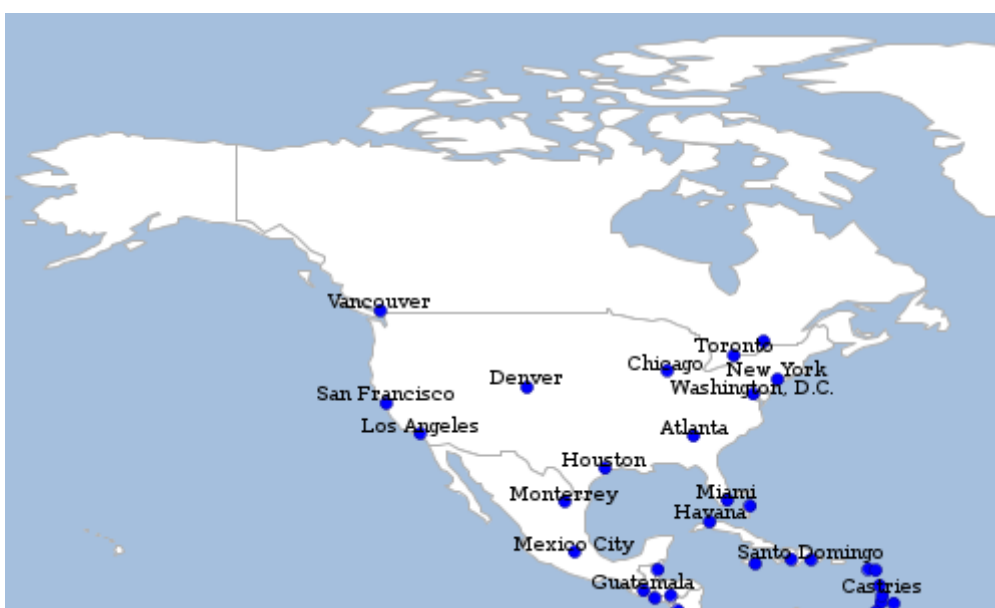 Vancouver
Toronto
Chicago
New York
Denver
Washington, D.C.
San Francisco
Los Angeles
Atlanta
Houston
Miami
Monterrey
Havana
Mexico City
Santo Domingo
Guatemala
Castries